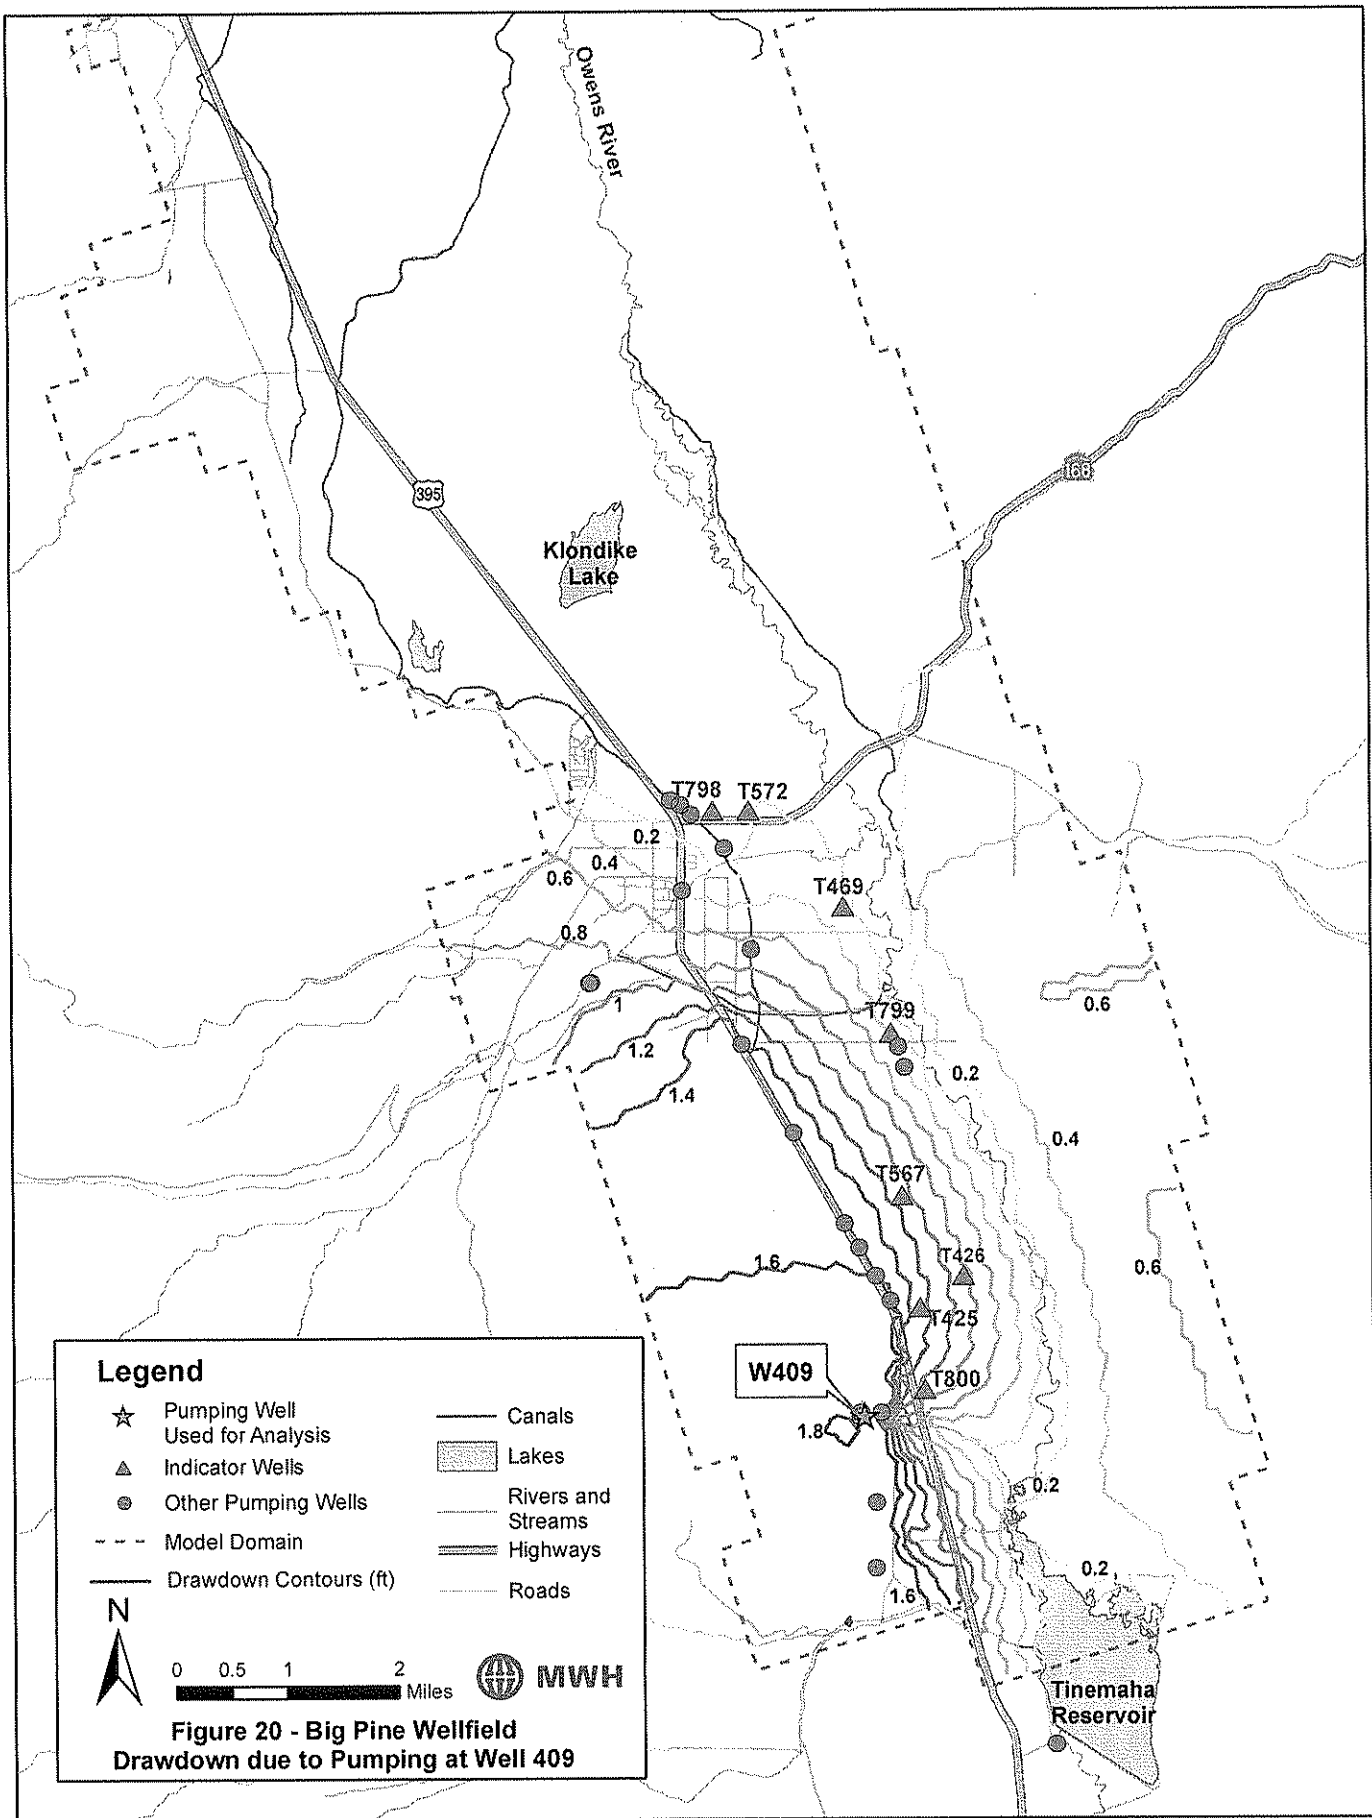 Owens River
395
168
Klondike
Lake
T798
T572
0.2
0.4
0.6
T469
0.8
1
T799
0.6
1.2
0.2
1.4
0.4
T567
1.6
T426
0.6
T425
W409
T800
1.8
0.2
0.2
1.6
Tinemaha
Reservoir
Legend
Pumping Well
Used for Analysis
Indicator Wells
Other Pumping Wells
Model Domain
Drawdown Contours (ft)
Canals
Lakes
Rivers and
Streams
Highways
Roads
N
0 0.5 1 2
Miles
MWH
Figure 20 - Big Pine Wellfield
Drawdown due to Pumping at Well 409